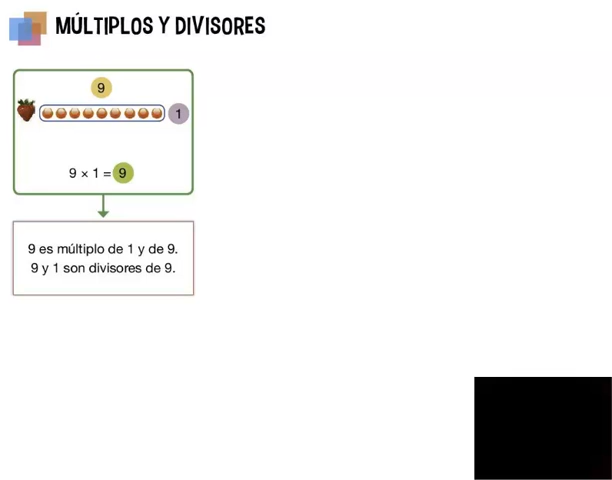 MÚLTIPLOS Y DIVISORES
9
1
9 × 1 = 9
9 es múltiplo de 1 y de 9.
9 y 1 son divisores de 9.